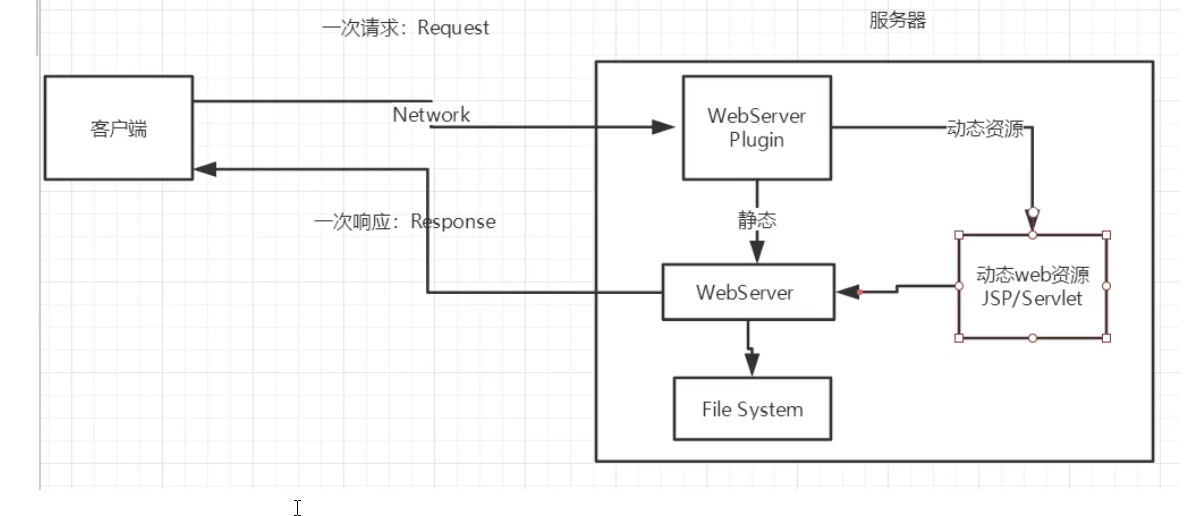 一次请求：Request
服务器
客户端
Network
WebServer
Plugin
动态资源
一次响应：Response
静态
动态web资源
JSP/Servlet
WebServer
File System